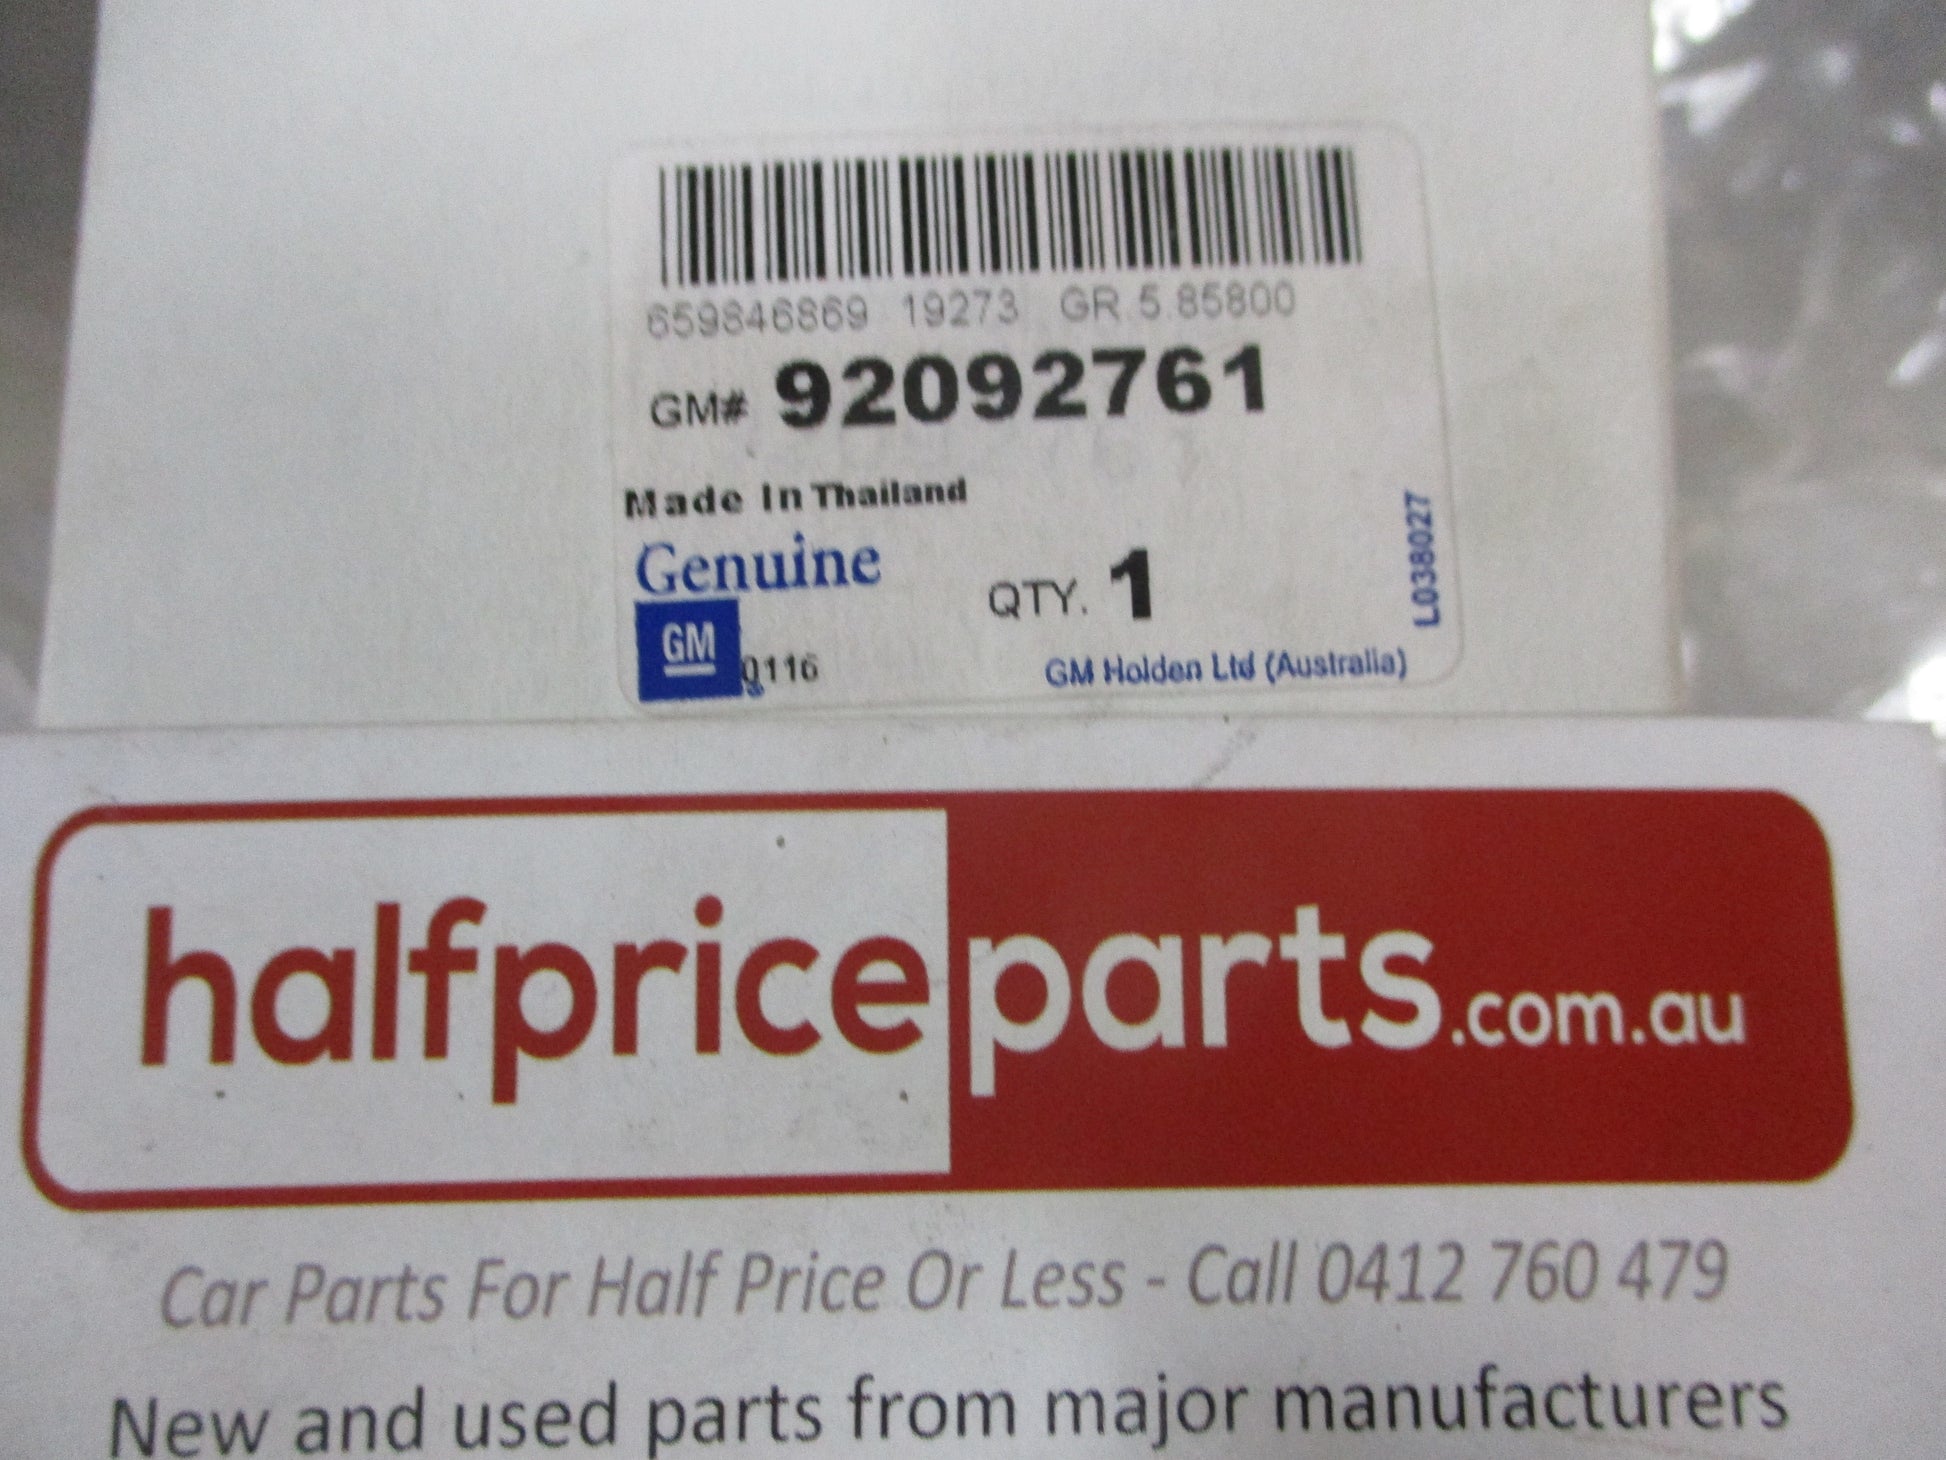 659846869 19273 GR 5.85800
GM# 92092761
Made In Thailand
Genuine
QTY. 1
L038027
GM
0116
GM Holden Ltd (Australia)
halfpriceparts.com.au
Car Parts For Half Price Or Less - Call 0412 760 479
New and used parts from major manufacturers